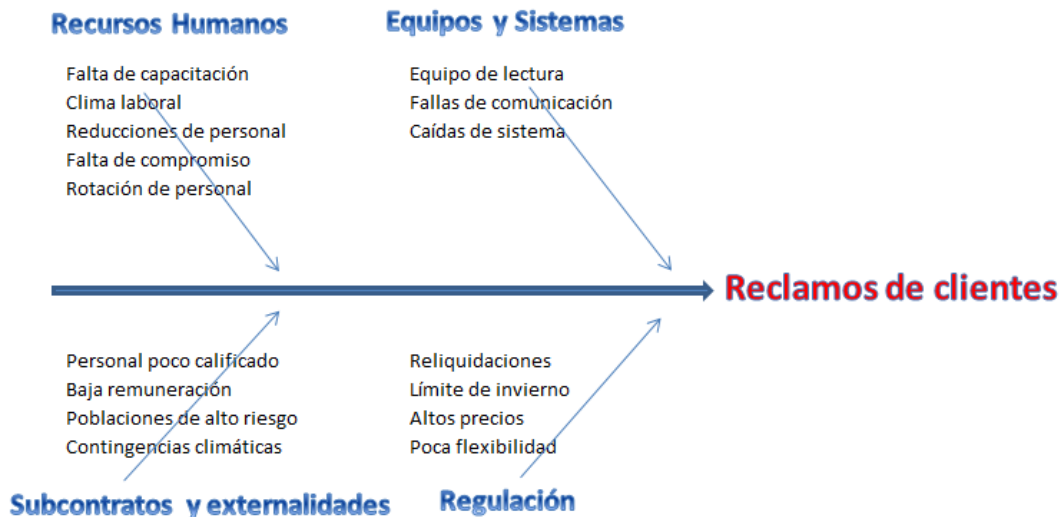 Recursos Humanos
Falta de capacitación
Clima laboral
Reducciones de personal
Falta de compromiso
Rotación de personal
Equipos y Sistemas
Equipo de lectura
Fallas de comunicación
Caídas de sistema
Reclamos de clientes
Personal poco calificado
Baja remuneración
Poblaciones de alto riesgo
Contingencias climáticas
Subcontratos y externalidades
Reliquidaciones
Límite de invierno
Altos precios
Poca flexibilidad
Regulación